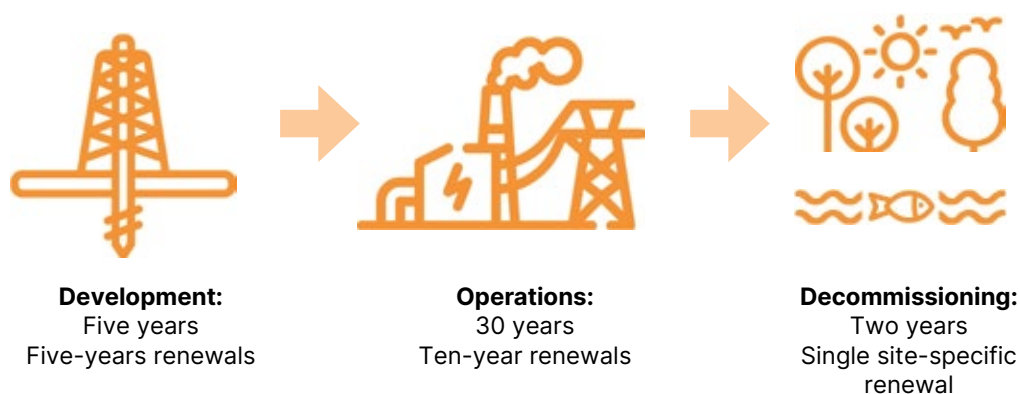 Development:
Five years
Five-years renewals
Operations:
30 years
Ten-year renewals
Decommissioning:
Two years
Single site-specific
renewal